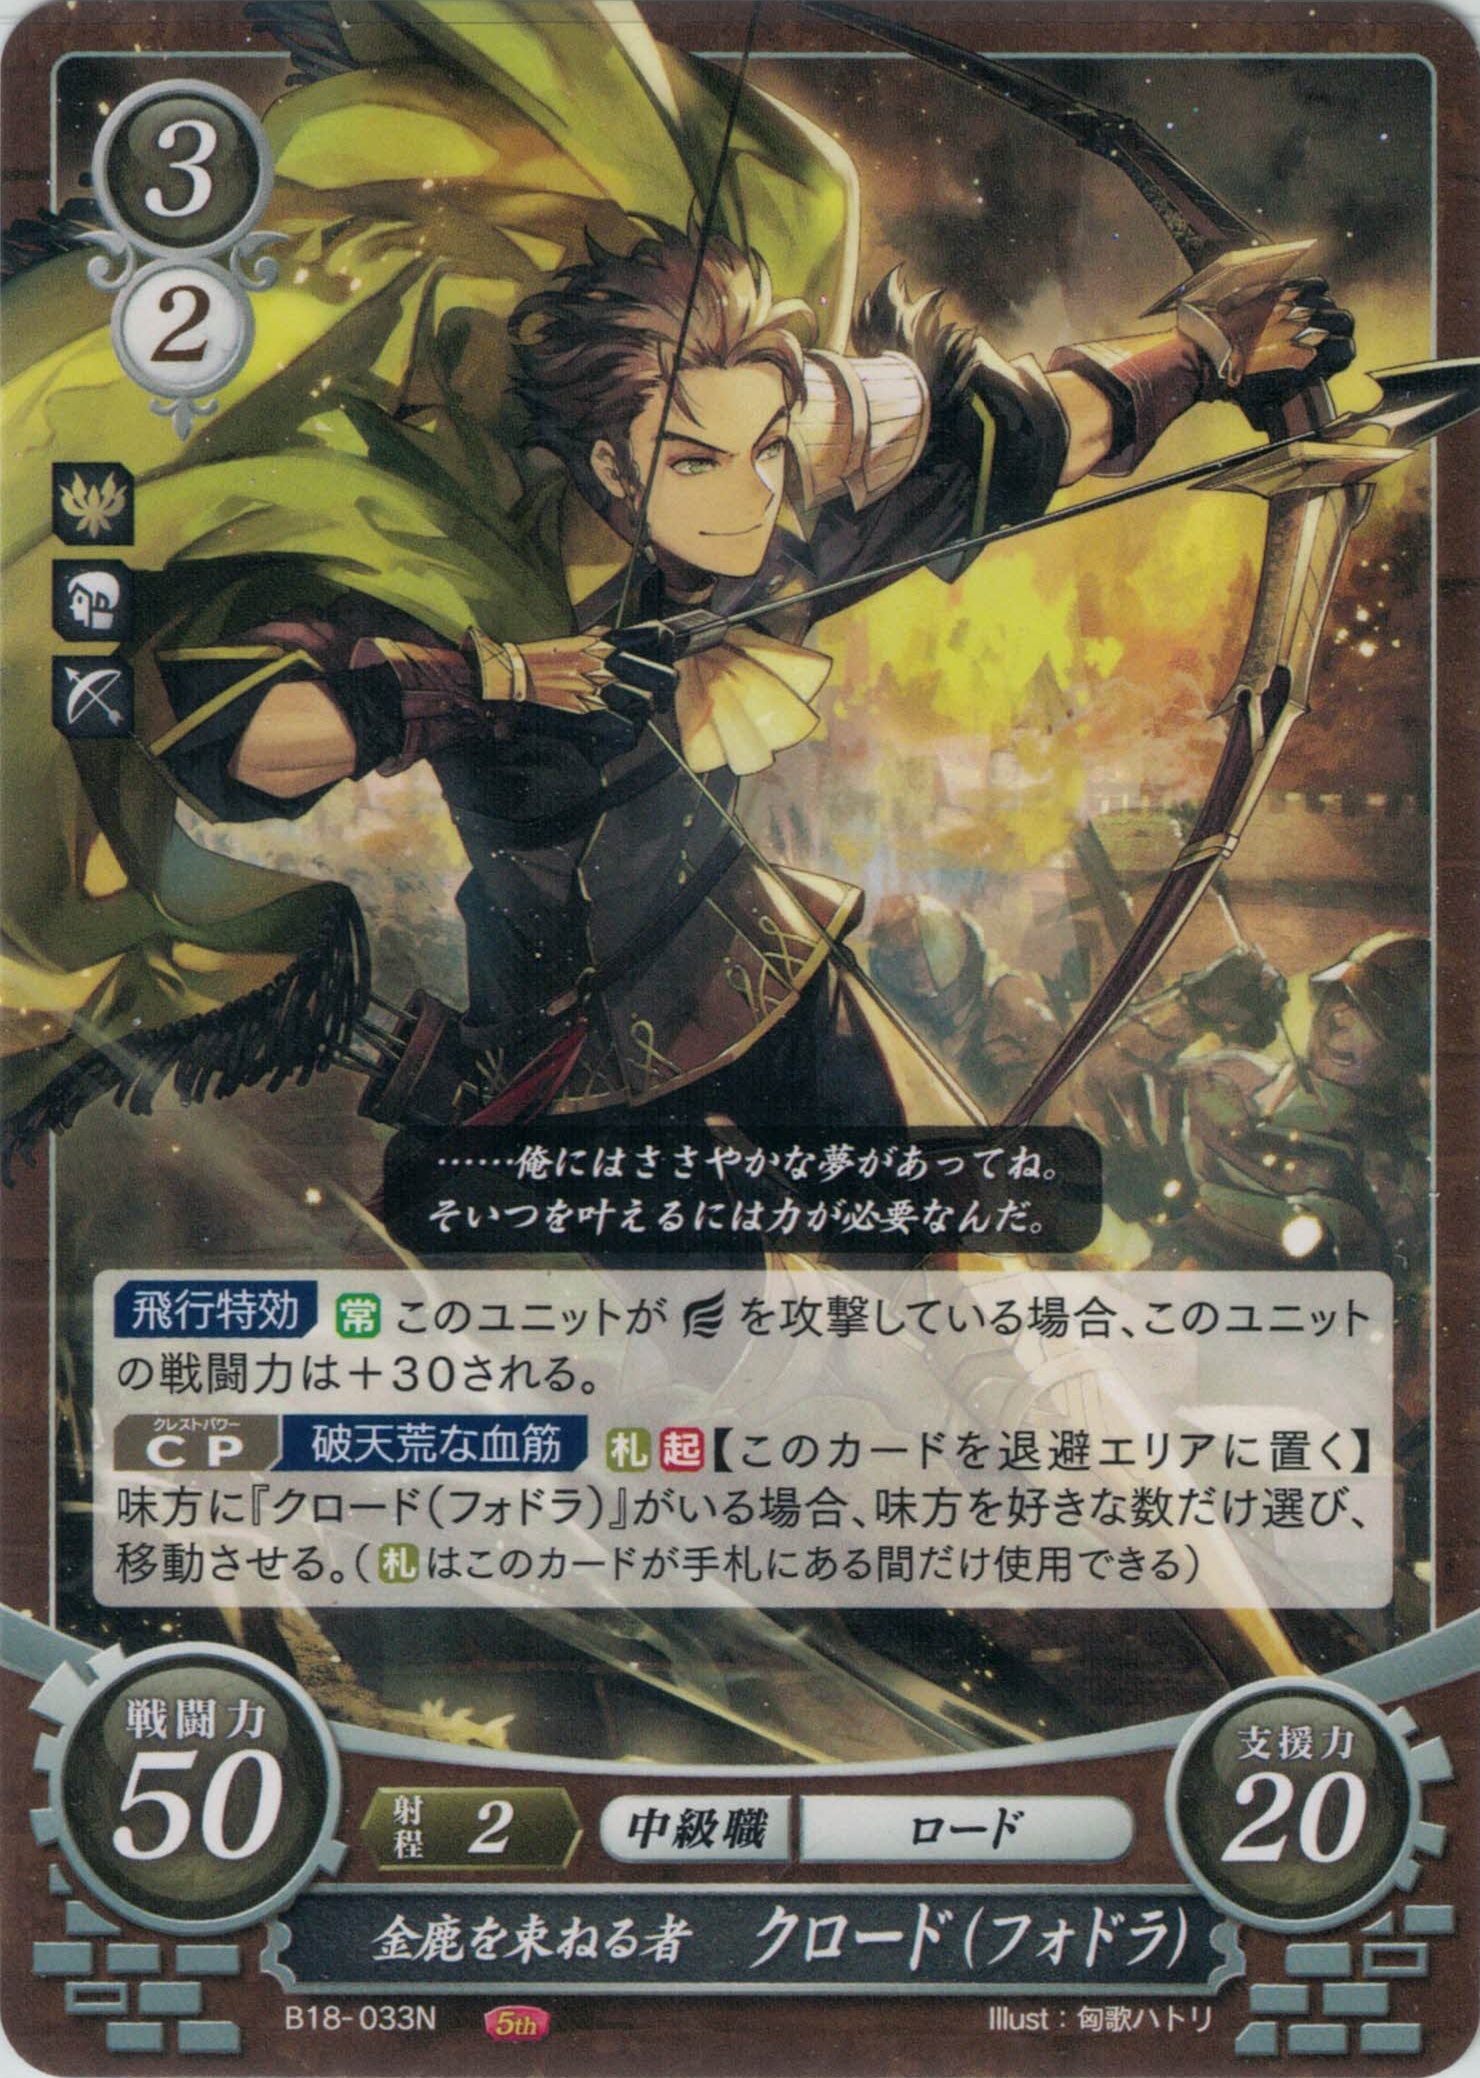 3
2
……俺にはささやかな夢があってね。
そいつを叶えるには力が必要なんだ。
飛行特効 常 このユニットが を攻撃している場合、このユニット
の戦闘力は＋30される。
クレストパワー
CP 破天荒な血筋 札 起【このカードを退避エリアに置く】
味方に『クロード（フォドラ）』がいる場合、味方を好きな数だけ選び、
移動させる。（札はこのカードが手札にある間だけ使用できる）
戦闘力
50
射程 2
中級職 ロード
支援力
20
金鹿を束ねる者 クロード（フォドラ）
B18-033N 5th Illust：匈歌ハトリ